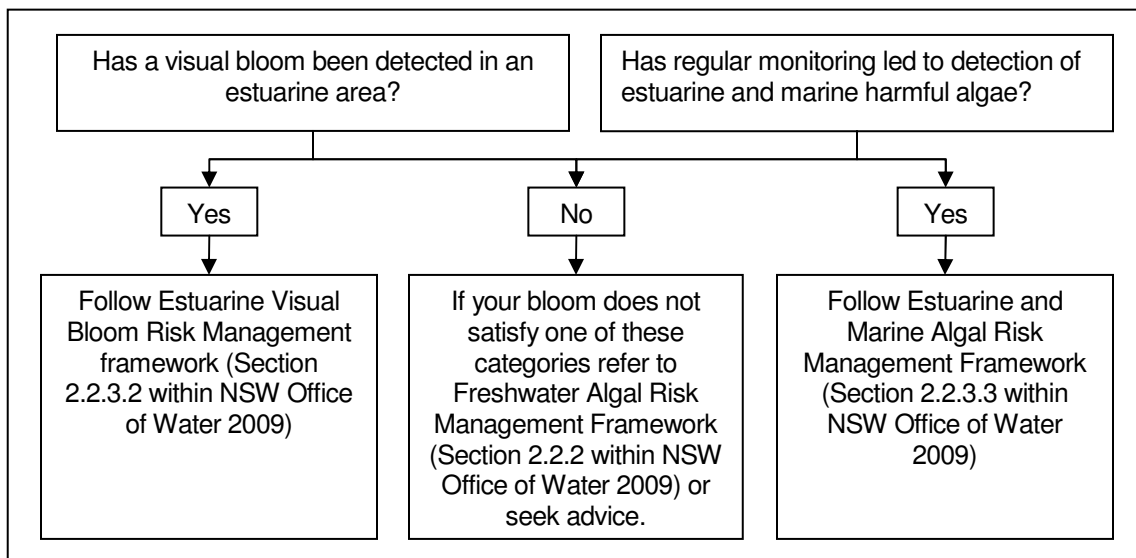 Has a visual bloom been detected in an
estuarine area?
Has regular monitoring led to detection of
estuarine and marine harmful algae?
Yes
No
Yes
Follow Estuarine Visual
Bloom Risk Management
framework (Section
2.2.3.2 within NSW Office
of Water 2009)
If your bloom does not
satisfy one of these
categories refer to
Freshwater Algal Risk
Management Framework
(Section 2.2.2 within NSW
Office of Water 2009) or
seek advice.
Follow Estuarine and
Marine Algal Risk
Management Framework
(Section 2.2.3.3 within
NSW Office of Water
2009)